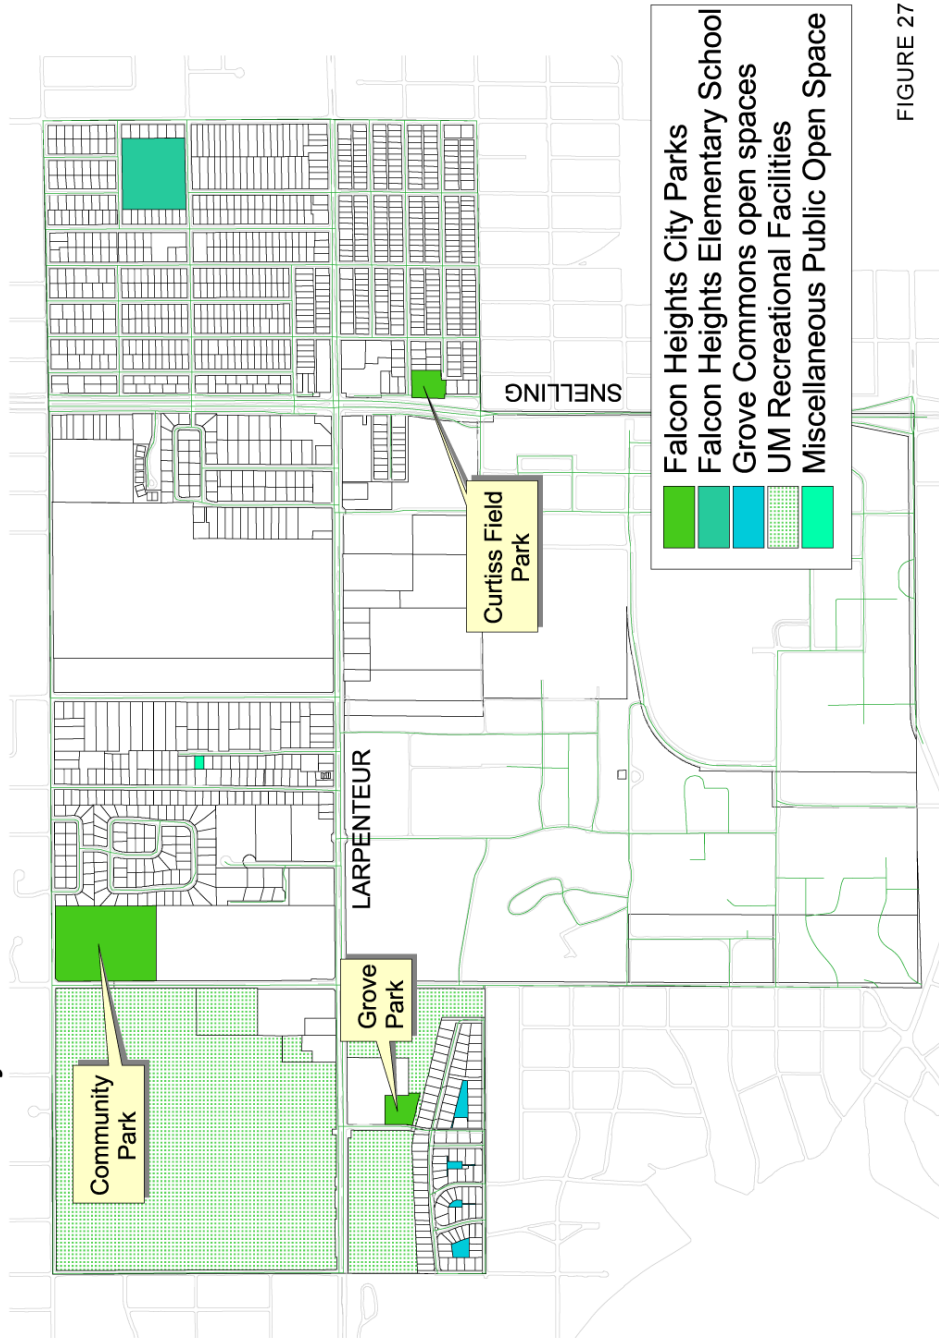 Community
Park
Grove
Park
LARPENTEUR
Curtiss Field
Park
SNELLING
Falcon Heights City Parks
Falcon Heights Elementary School
Grove Commons open spaces
UM Recreational Facilities
Miscellaneous Public Open Space
FIGURE 27